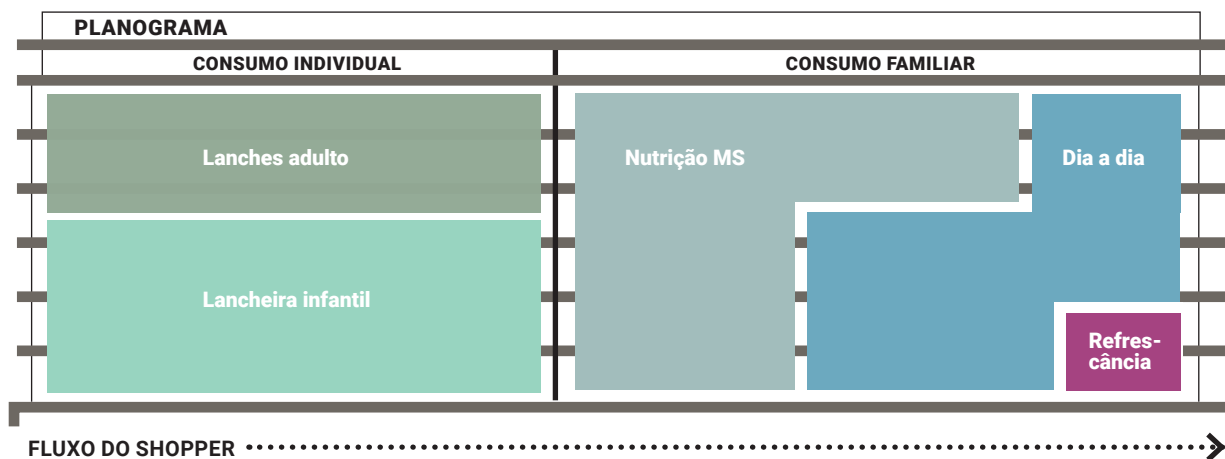 PLANOGRAMA
CONSUMO INDIVIDUAL
CONSUMO FAMILIAR
Lanches adulto
Nutrição MS
Dia a dia
Lancheira infantil
Refres-
cância
FLUXO DO SHOPPER